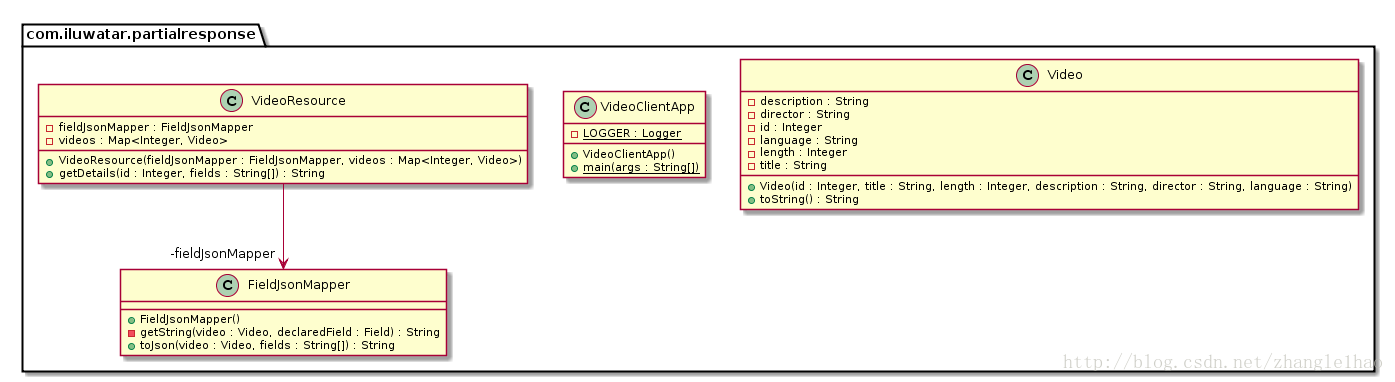 com.iluwatar.partialresponse
C VideoResource
fieldJsonMapper : FieldJsonMapper
videos : Map<Integer, Video>
VideoResource(fieldJsonMapper : FieldJsonMapper, videos : Map<Integer, Video>)
getDetails(id : Integer, fields : String[]) : String
C VideoClientApp
LOGGER : Logger
VideoClientApp()
main(args : String[])
C Video
description : String
director : String
id : Integer
language : String
length : Integer
title : String
Video(id : Integer, title : String, length : Integer, description : String, director : String, language : String)
toString() : String
-fieldJsonMapper
C FieldJsonMapper
FieldJsonMapper()
getString(video : Video, declaredField : Field) : String
toJson(video : Video, fields : String[]) : String
http://blog.csdn.net/zhanglelhao